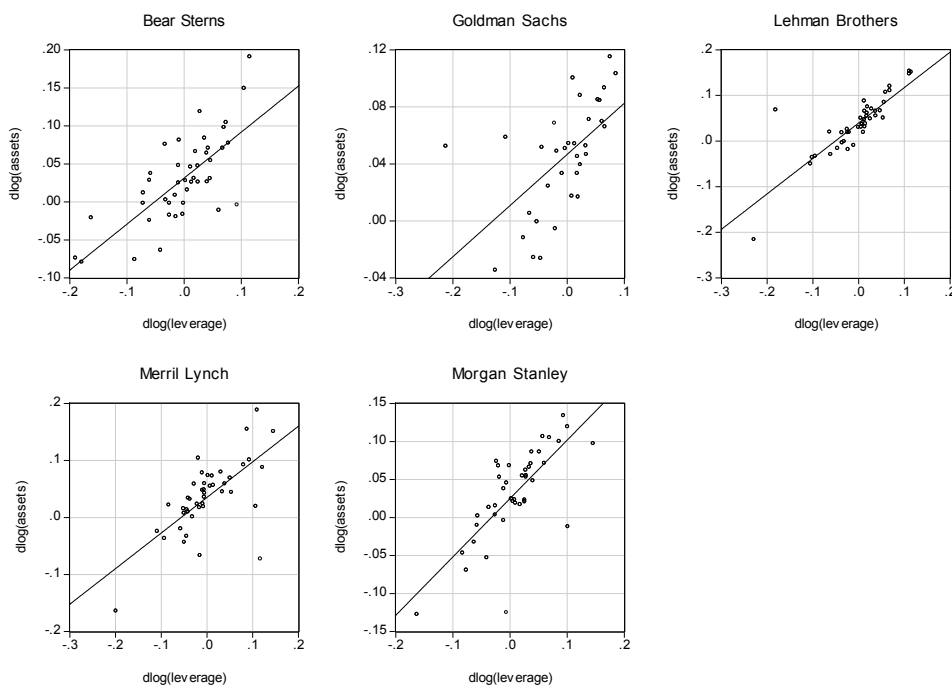 Bear Sterns
.20
.15
.10
.05
.00
-.05
-.10
-.2 -.1 .0 .1 .2
dlog(assets)
dlog(leverage)
Goldman Sachs
.12
.08
.04
.00
-.04
-.3 -.2 -.1 .0 .1
dlog(assets)
dlog(leverage)
Lehman Brothers
.2
.1
.0
-.1
-.2
-.3
-.3 -.2 -.1 .0 .1 .2
dlog(assets)
dlog(leverage)
Merril Lynch
.2
.1
.0
-.1
-.2
-.3 -.2 -.1 .0 .1 .2
dlog(assets)
dlog(leverage)
Morgan Stanley
.15
.10
.05
.00
-.05
-.10
-.15
-.2 -.1 .0 .1 .2
dlog(assets)
dlog(leverage)